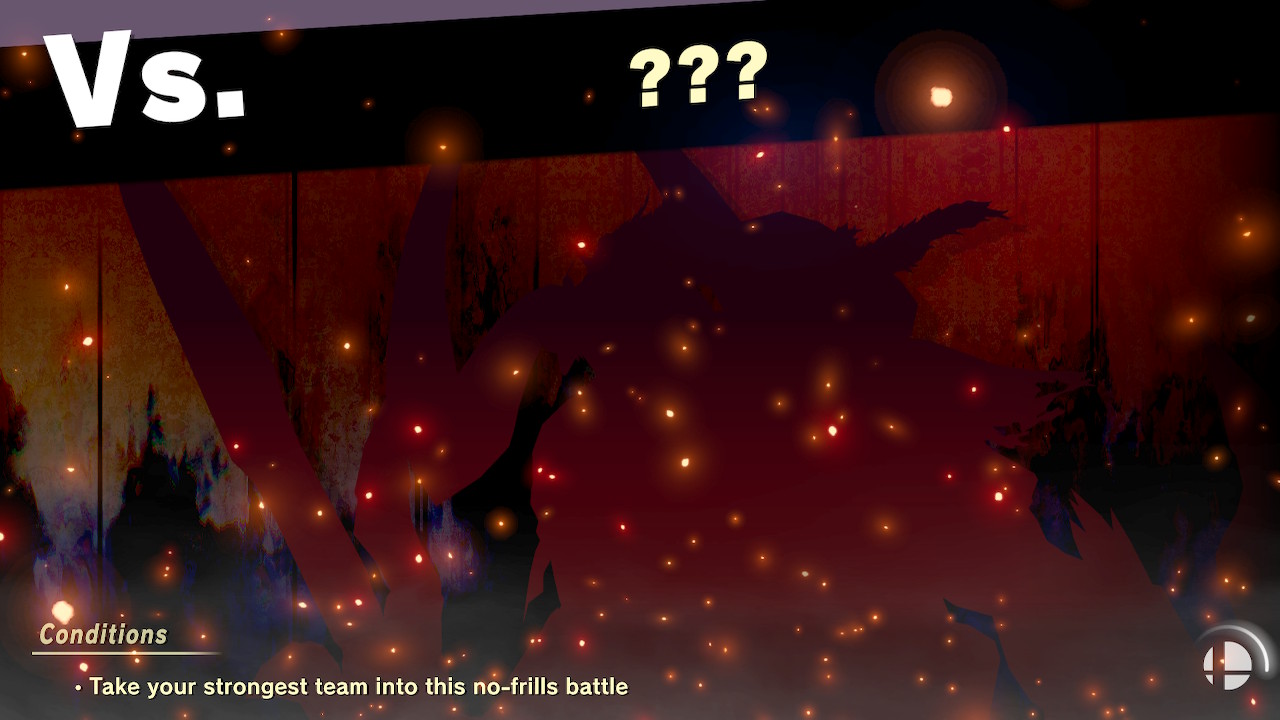 Vs. ???
Conditions
• Take your strongest team into this no-frills battle